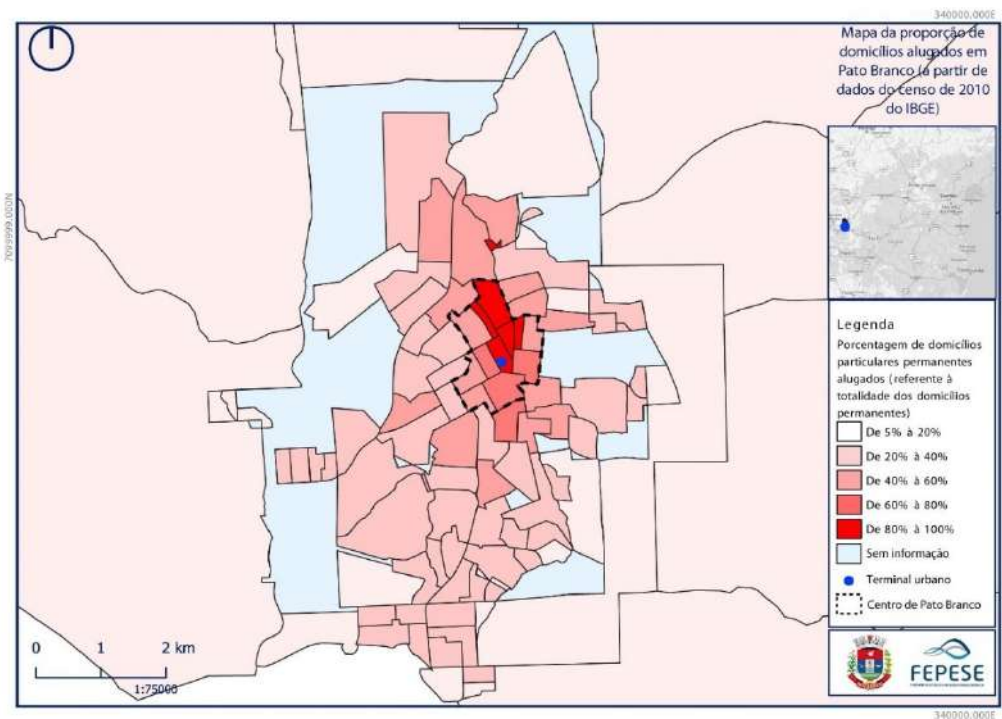 340000.000E
Mapa da proporção de
domicílios alugados em
Pato Branco (a partir de
dados do censo de 2010
do IBGE)
7099999.000N
Legenda
Porcentagem de domicílios
particulares permanentes
alugados (referente à
totalidade dos domicílios
permanentes)
De 5% à 20%
De 20% à 40%
De 40% à 60%
De 60% à 80%
De 80% à 100%
Sem informação
Terminal urbano
Centro de Pato Branco
0 1 2 km
1:75000
FEPESE
340000.000E